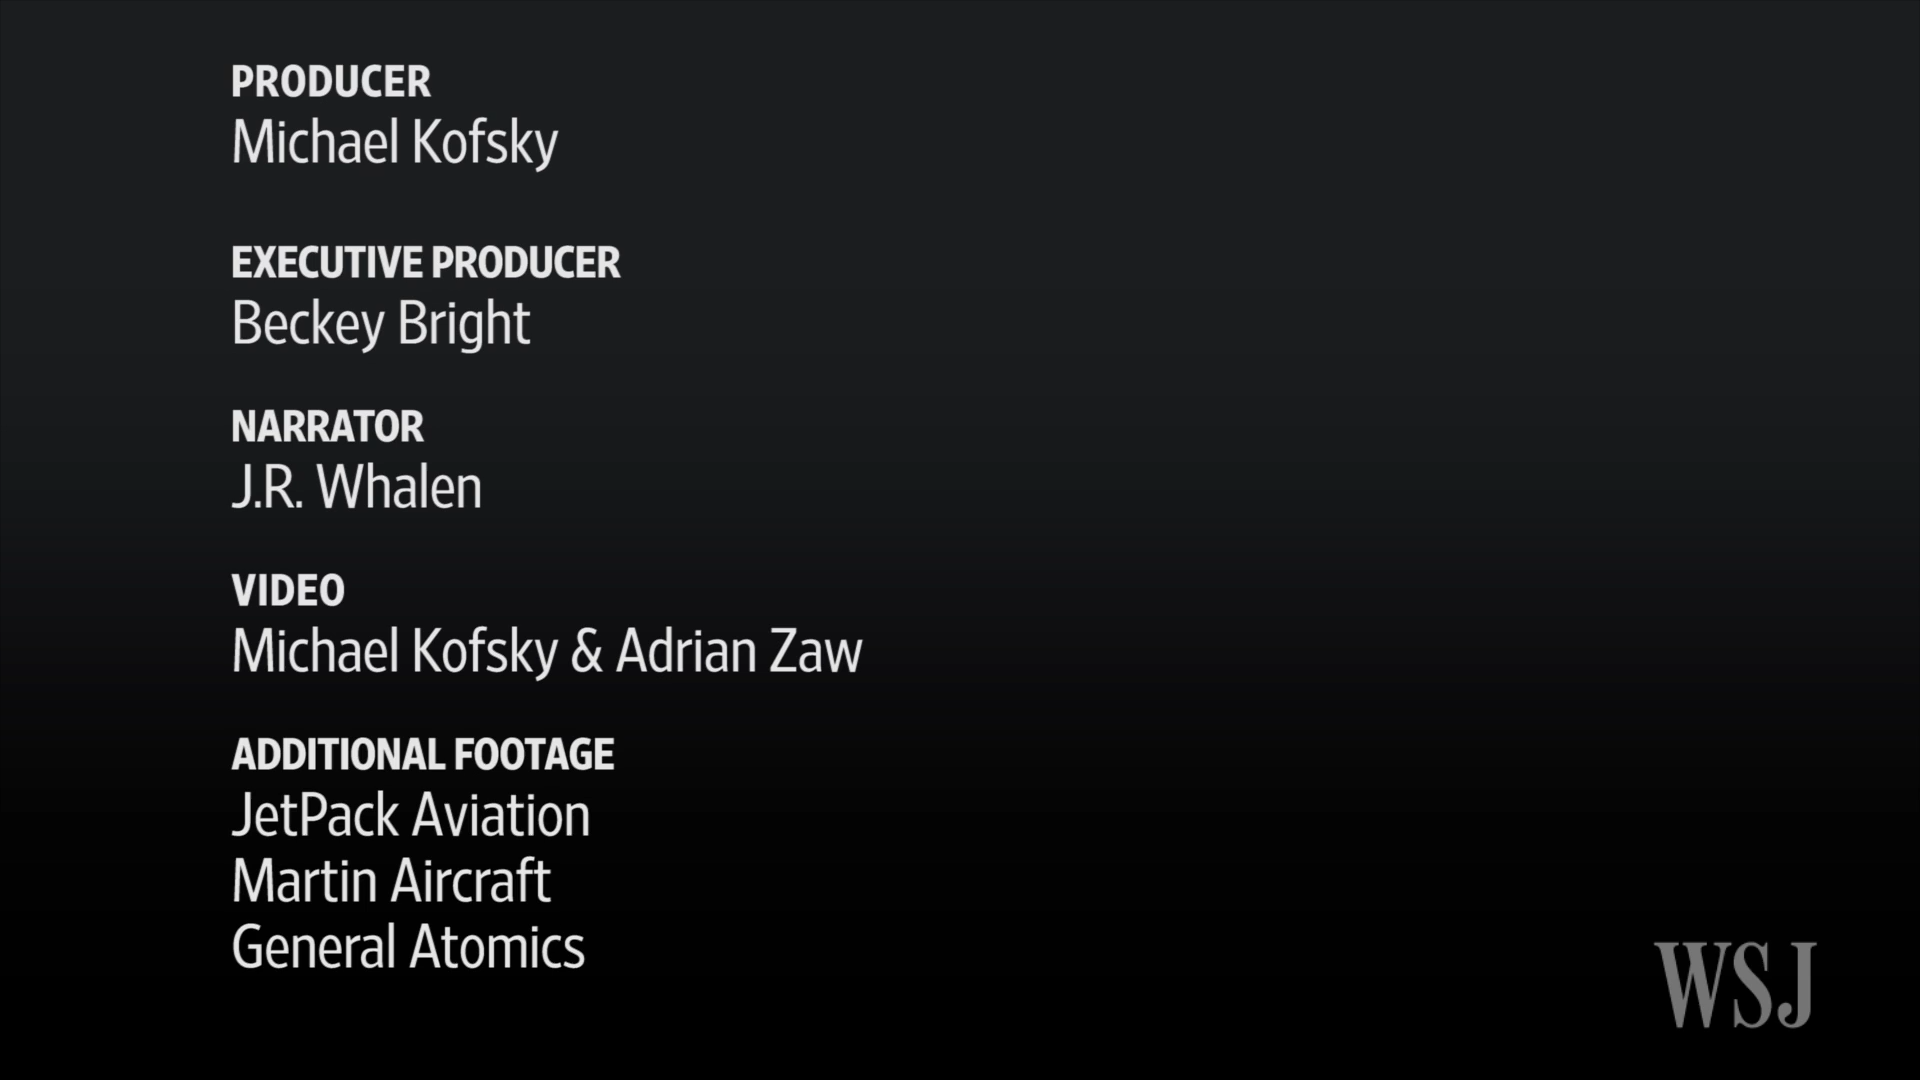 PRODUCER
Michael Kofsky
EXECUTIVE PRODUCER
Beckey Bright
NARRATOR
J.R. Whalen
VIDEO
Michael Kofsky & Adrian Zaw
ADDITIONAL FOOTAGE
JetPack Aviation
Martin Aircraft
General Atomics
WSJ